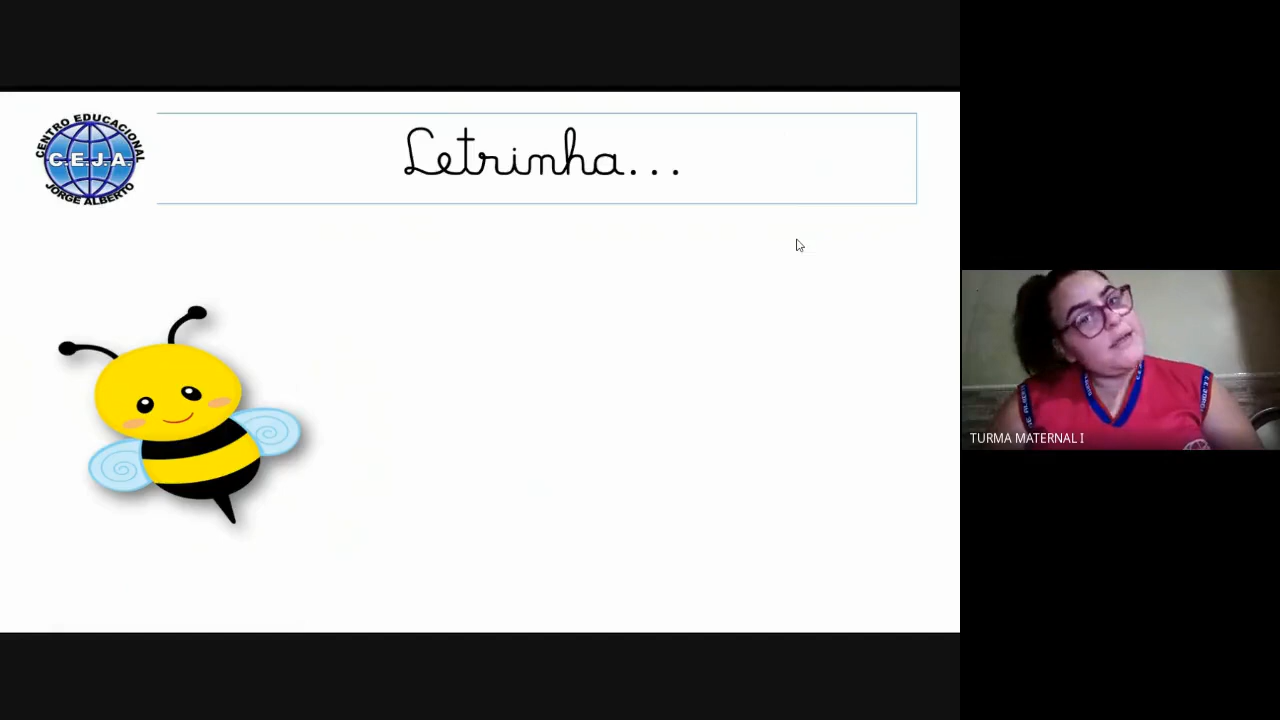 CENTRO EDUCACIONAL
C.E.J.A.
JORGE ALBERTO
Letrinha...
TURMA MATERNAL I